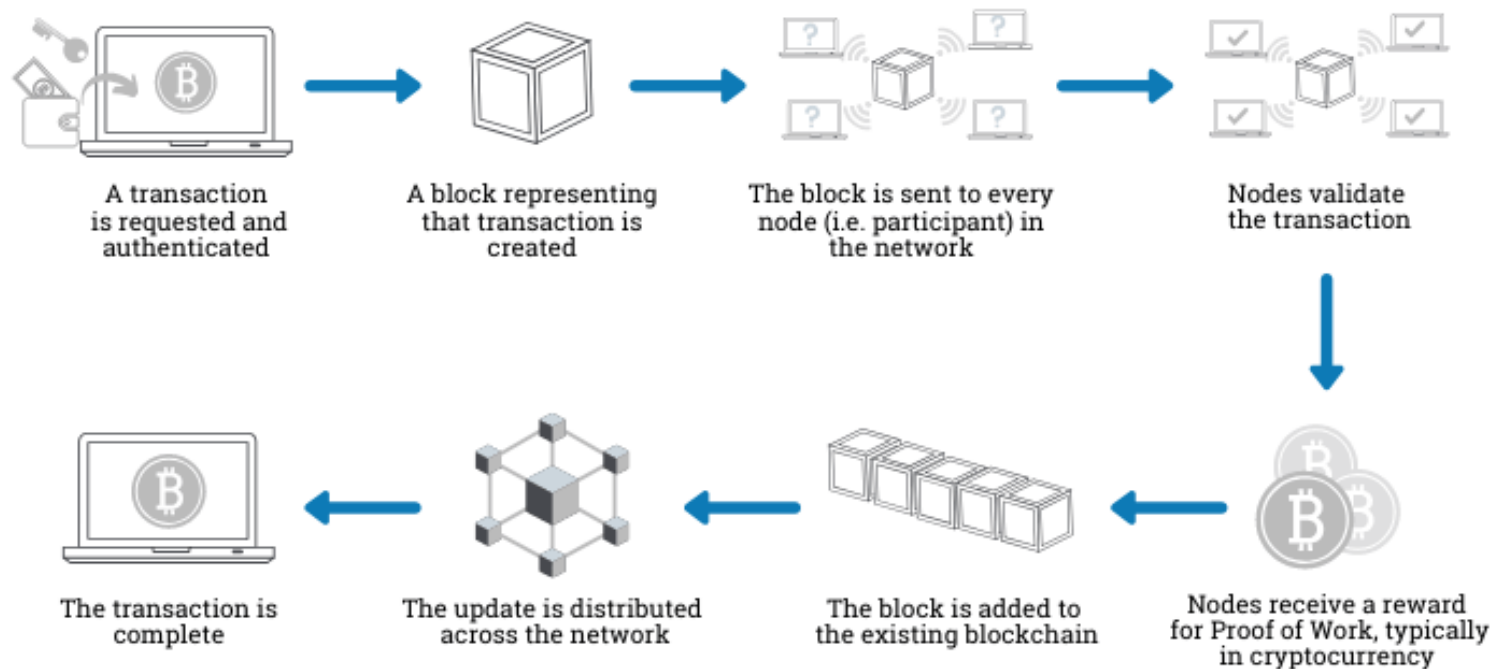 A transaction
is requested and
authenticated
A block representing
that transaction is
created
The block is sent to every
node (i.e. participant) in
the network
Nodes validate
the transaction
The transaction is
complete
The update is distributed
across the network
The block is added to
the existing blockchain
Nodes receive a reward
for Proof of Work, typically
in cryptocurrency